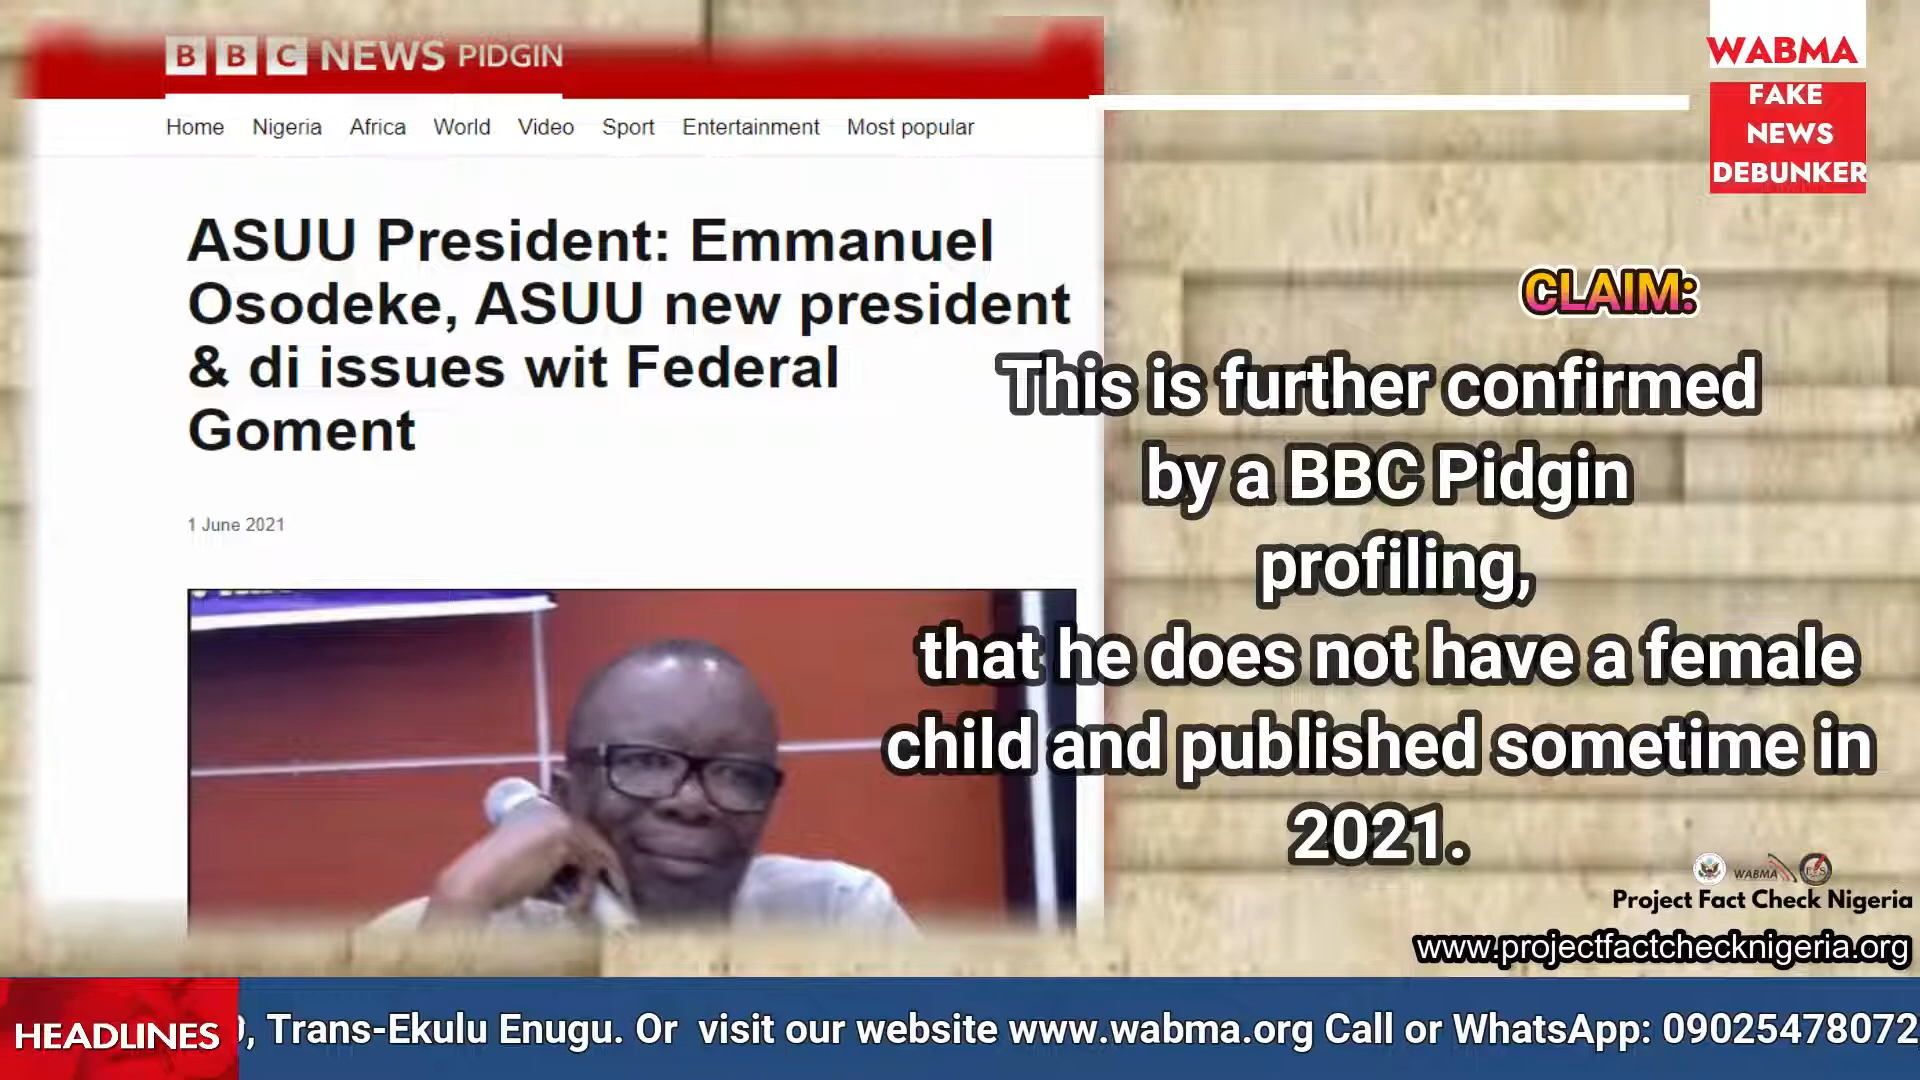 BBC NEWS PIDGIN
Home Nigeria Africa World Video Sport Entertainment Most popular
ASUU President: Emmanuel
Osodeke, ASUU new president
& di issues wit Federal
Goment
1 June 2021
WABMA
FAKE
NEWS
DEBUNKER
CLAIM:
This is further confirmed
by a BBC Pidgin
profiling,
that he does not have a female
child and published sometime in
2021.
WABMA
Project Fact Check Nigeria
www.projectfactchecknigeria.org
HEADLINES
, Trans-Ekulu Enugu. Or visit our website www.wabma.org Call or WhatsApp: 09025478072